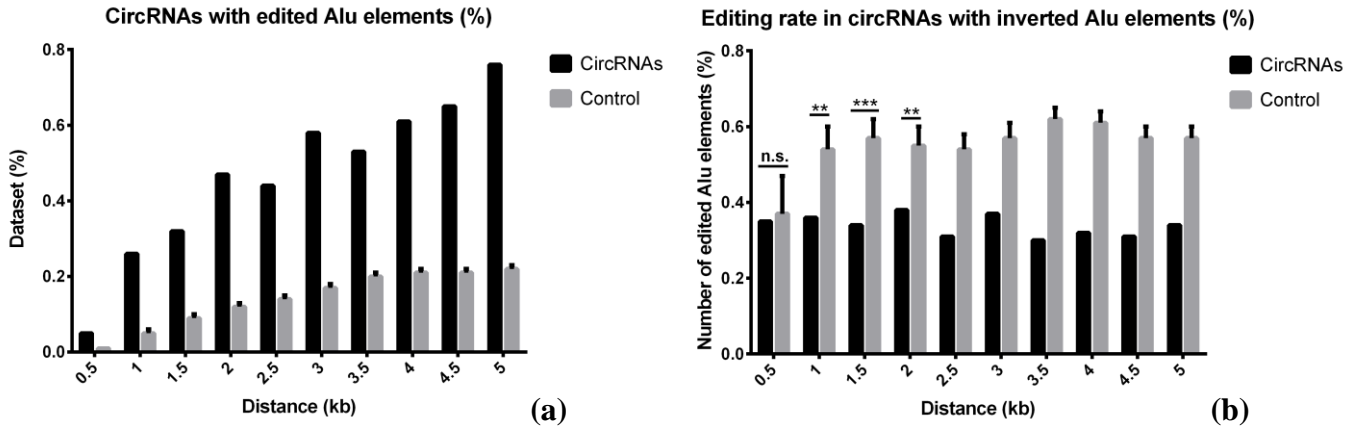 CircRNAs with edited Alu elements (%)
Dataset (%)
0.8
0.6
0.4
0.2
0.0
0.5 1 1.5 2 2.5 3 3.5 4 4.5 5
Distance (kb)
CircRNAs
Control
(a)
Editing rate in circRNAs with inverted Alu elements (%)
Number of edited Alu elements (%)
0.8
0.6
0.4
0.2
0.0
n.s. ** *** **
0.5 1 1.5 2 2.5 3 3.5 4 4.5 5
Distance (kb)
CircRNAs
Control
(b)